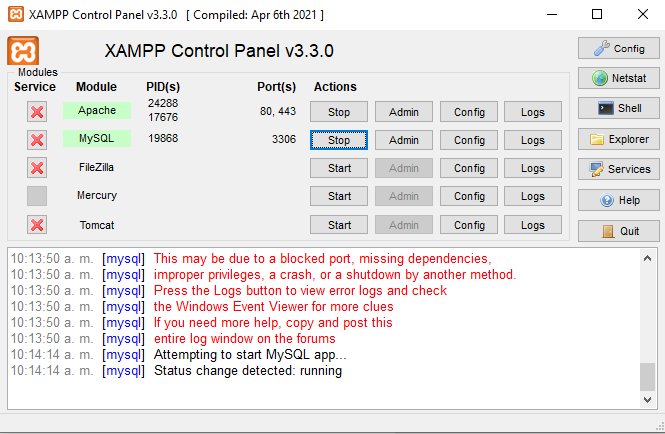 XAMPP Control Panel v3.3.0 [ Compiled: Apr 6th 2021 ]
XAMPP Control Panel v3.3.0
Config
Modules
Service Module PID(s) Port(s) Actions
Netstat
Apache 24288 17676 80, 443 Stop Admin Config Logs
Shell
MySQL 19868 3306 Stop Admin Config Logs
Explorer
FileZilla Start Admin Config Logs
Services
Mercury Start Admin Config Logs
Help
Tomcat Start Admin Config Logs
Quit
10:13:50 a. m. [mysql] This may be due to a blocked port, missing dependencies,
10:13:50 a. m. [mysql] improper privileges, a crash, or a shutdown by another method.
10:13:50 a. m. [mysql] Press the Logs button to view error logs and check
10:13:50 a. m. [mysql] the Windows Event Viewer for more clues
10:13:50 a. m. [mysql] If you need more help, copy and post this
10:13:50 a. m. [mysql] entire log window on the forums
10:14:14 a. m. [mysql] Attempting to start MySQL app...
10:14:14 a. m. [mysql] Status change detected: running